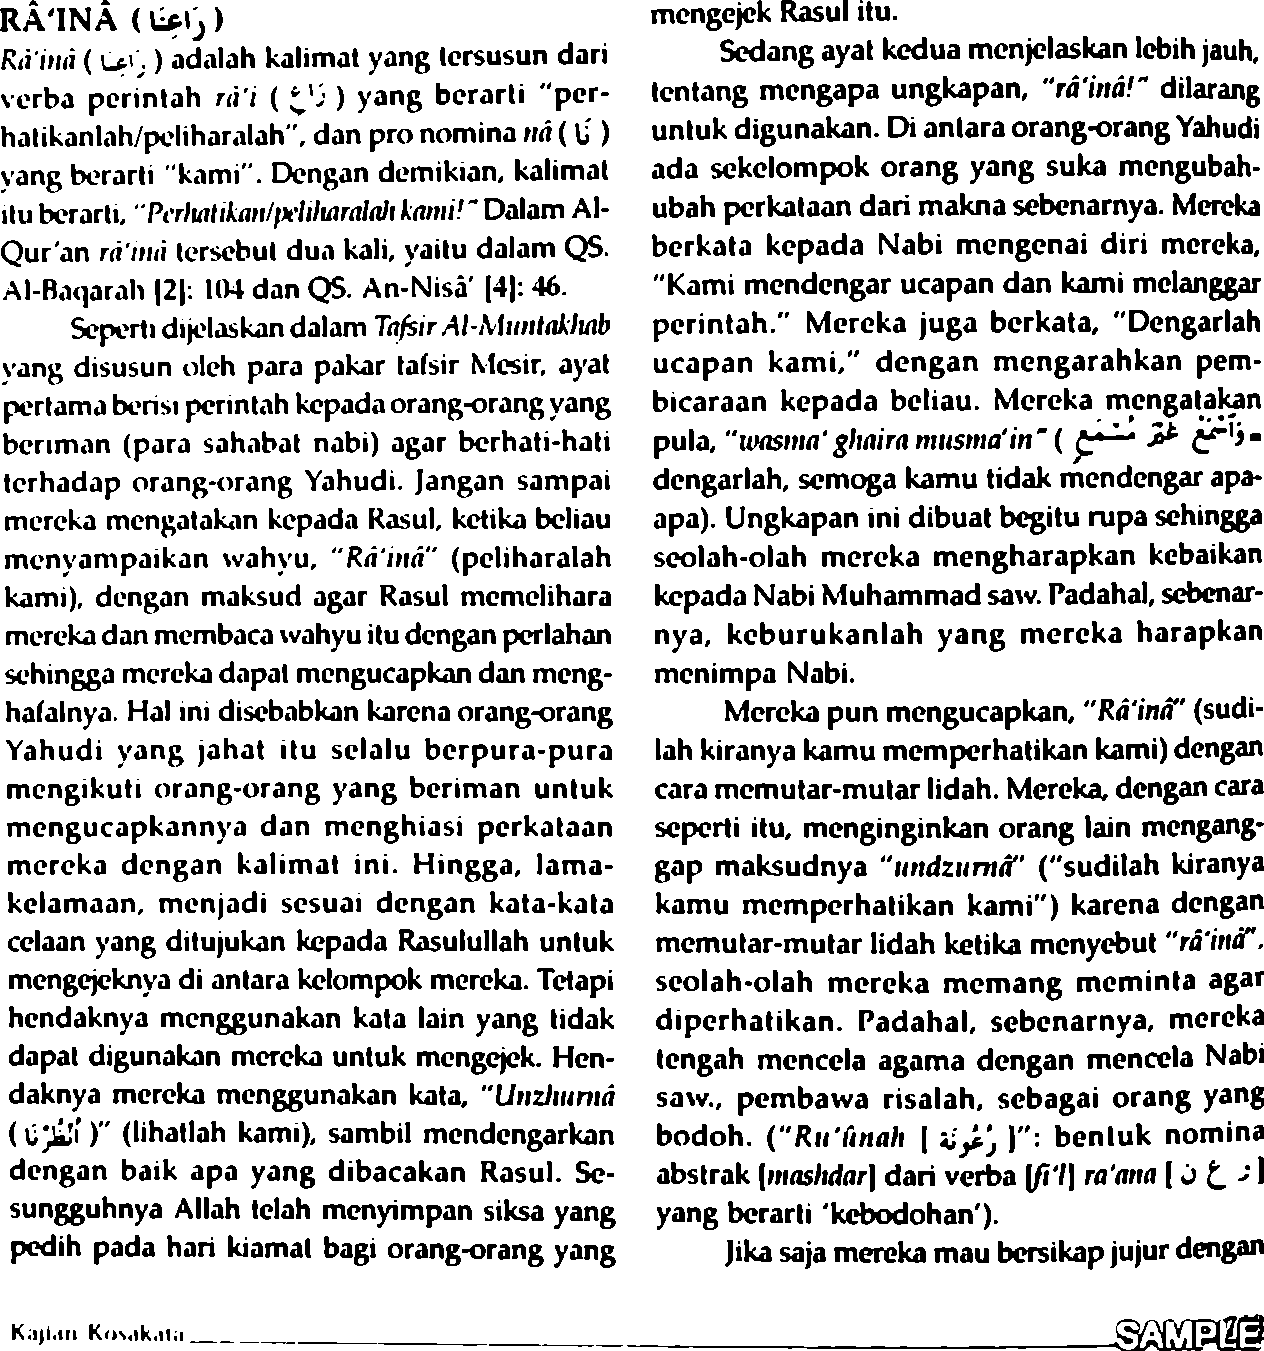 RÂ'INÂ (رَاعِنَا)
Râ'inâ (رَاعِنَا) adalah kalimat yang tersusun dari
verba perintah râ'i (رَاعِ) yang berarti "per-
hatikanlah/peliharalah", dan pro nomina nâ (نَا)
yang berarti "kami". Dengan demikian, kalimat
itu berarti, "Perhatikan/peliharalah kami!" Dalam Al-
Qur'an râ'inâ tersebut dua kali, yaitu dalam QS.
Al-Baqarah [2]: 104 dan QS. An-Nisâ' [4]: 46.
Seperti dijelaskan dalam Tafsir Al-Muntakhab
yang disusun oleh para pakar tafsir Mesir, ayat
pertama berisi perintah kepada orang-orang yang
beriman (para sahabat nabi) agar berhati-hati
terhadap orang-orang Yahudi. Jangan sampai
mereka mengatakan kepada Rasul, ketika beliau
menyampaikan wahyu, "Râ'inâ" (peliharalah
kami), dengan maksud agar Rasul memelihara
mereka dan membaca wahyu itu dengan perlahan
sehingga mereka dapat mengucapkan dan meng-
hafalnya. Hal ini disebabkan karena orang-orang
Yahudi yang jahat itu selalu berpura-pura
mengikuti orang-orang yang beriman untuk
mengucapkannya dan menghiasi perkataan
mereka dengan kalimat ini. Hingga, lama-
kelamaan, menjadi sesuai dengan kata-kata
celaan yang ditujukan kepada Rasulullah untuk
mengejeknya di antara kelompok mereka. Tetapi
hendaknya menggunakan kata lain yang tidak
dapat digunakan mereka untuk mengejek. Hen-
daknya mereka menggunakan kata, "Unzhurnâ
(اُنْظُرْنَا)" (lihatlah kami), sambil mendengarkan
dengan baik apa yang dibacakan Rasul. Se-
sungguhnya Allah telah menyimpan siksa yang
pedih pada hari kiamat bagi orang-orang yang
mengejek Rasul itu.
Sedang ayat kedua menjelaskan lebih jauh,
tentang mengapa ungkapan, "râ'inâ!" dilarang
untuk digunakan. Di antara orang-orang Yahudi
ada sekelompok orang yang suka mengubah-
ubah perkataan dari makna sebenarnya. Mereka
berkata kepada Nabi mengenai diri mereka,
"Kami mendengar ucapan dan kami melanggar
perintah." Mereka juga berkata, "Dengarlah
ucapan kami," dengan mengarahkan pem-
bicaraan kepada beliau. Mereka mengatakan
pula, "wasma' ghaira musma'in" (وَاسْمَعْ غَيْرَ مُسْمَعٍ =
dengarlah, semoga kamu tidak mendengar apa-
apa). Ungkapan ini dibuat begitu rupa sehingga
seolah-olah mereka mengharapkan kebaikan
kepada Nabi Muhammad saw. Padahal, sebenar-
nya, keburukanlah yang mereka harapkan
menimpa Nabi.
Mereka pun mengucapkan, "Râ'inâ" (sudi-
lah kiranya kamu memperhatikan kami) dengan
cara memutar-mutar lidah. Mereka, dengan cara
seperti itu, menginginkan orang lain mengang-
gap maksudnya "undzurnâ" ("sudilah kiranya
kamu memperhatikan kami") karena dengan
memutar-mutar lidah ketika menyebut "râ'inâ",
seolah-olah mereka memang meminta agar
diperhatikan. Padahal, sebenarnya, mereka
tengah mencela agama dengan mencela Nabi
saw., pembawa risalah, sebagai orang yang
bodoh. ("Ru'ûnah [رُعُونَة]": bentuk nomina
abstrak [mashdar] dari verba [fi'l] ra'ana [ر ع ن]
yang berarti 'kebodohan').
Jika saja mereka mau bersikap jujur dengan
Kajian Kosakata
SAMPLE